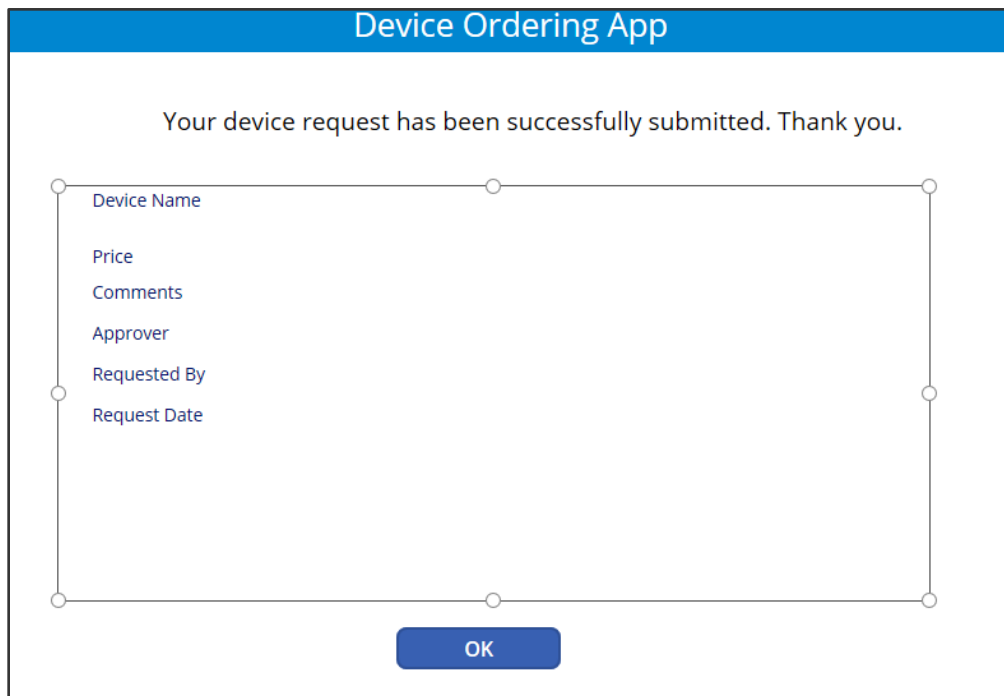 Device Ordering App
Your device request has been successfully submitted. Thank you.
Device Name
Price
Comments
Approver
Requested By
Request Date
OK